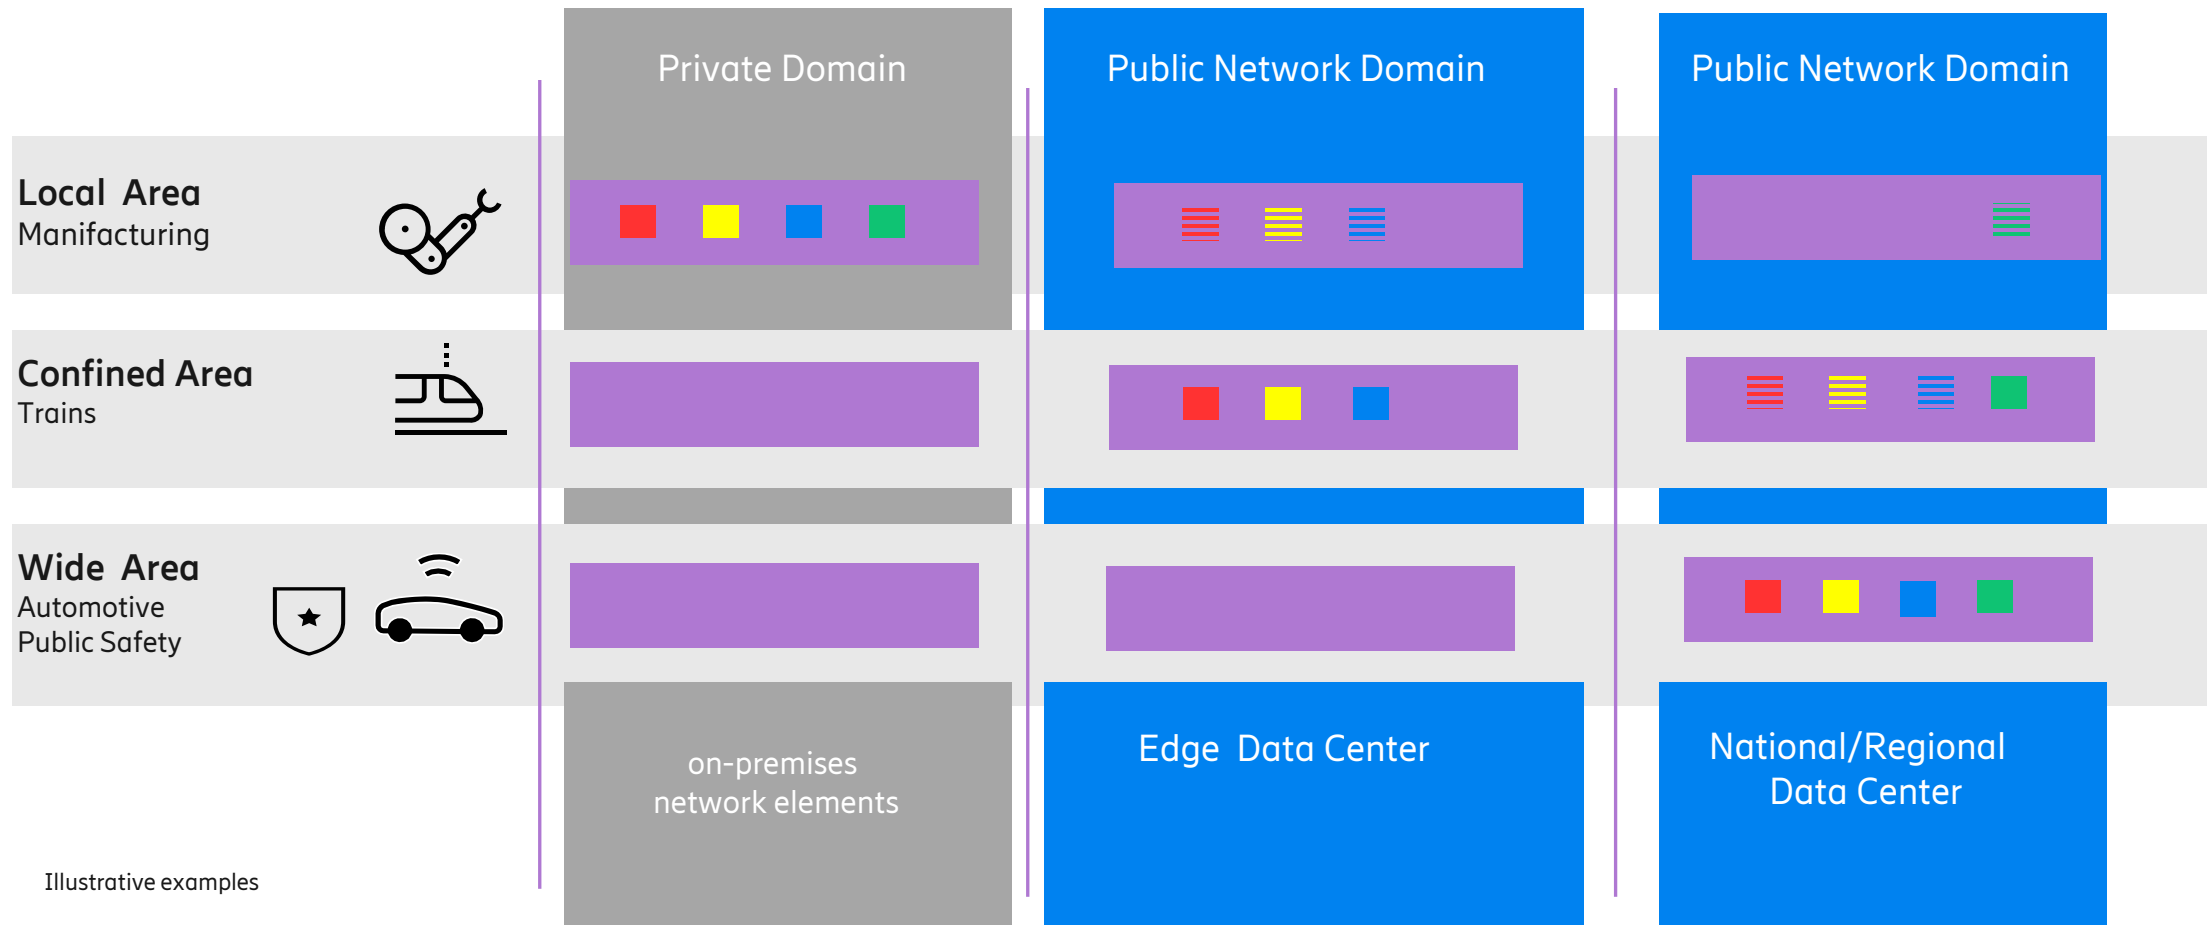 Private Domain
Public Network Domain
Public Network Domain
Local Area
Manifacturing
Confined Area
Trains
Wide Area
Automotive
Public Safety
on-premises
network elements
Edge Data Center
National/Regional
Data Center
Illustrative examples